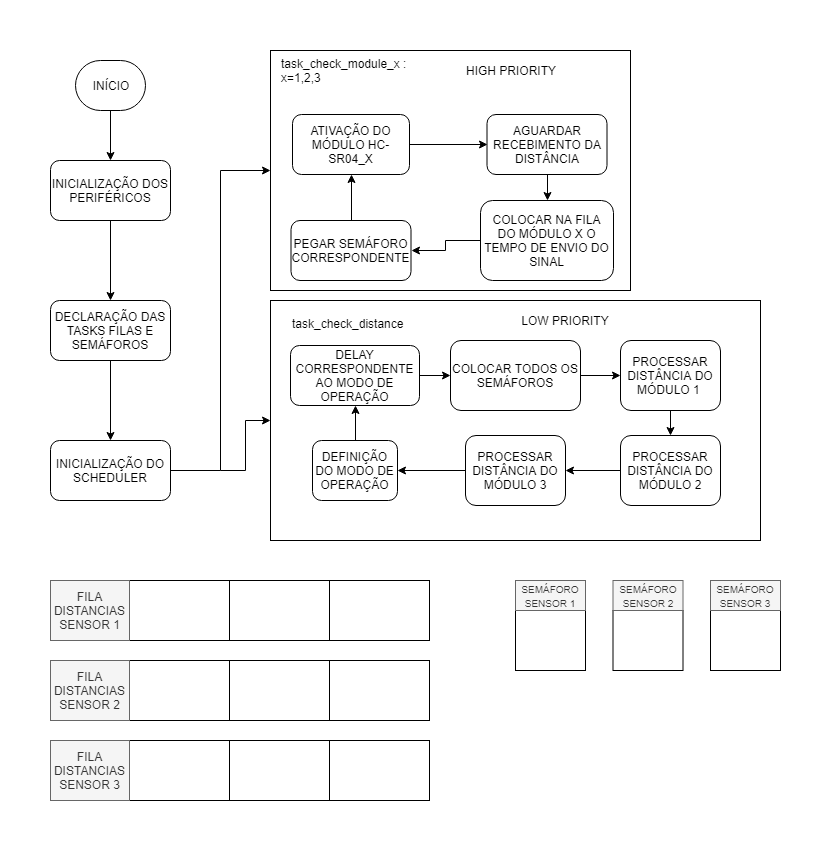 INÍCIO
INICIALIZAÇÃO DOS
PERIFÉRICOS
DECLARAÇÃO DAS
TASKS FILAS E
SEMÁFOROS
INICIALIZAÇÃO DO
SCHEDULER
task_check_module_x :
x=1,2,3
HIGH PRIORITY
ATIVAÇÃO DO
MÓDULO HC-
SR04_X
AGUARDAR
RECEBIMENTO DA
DISTÂNCIA
COLOCAR NA FILA
DO MÓDULO X O
TEMPO DE ENVIO DO
SINAL
PEGAR SEMÁFORO
CORRESPONDENTE
task_check_distance
LOW PRIORITY
DELAY
CORRESPONDENTE
AO MODO DE
OPERAÇÃO
COLOCAR TODOS OS
SEMÁFOROS
PROCESSAR
DISTÂNCIA DO
MÓDULO 1
PROCESSAR
DISTÂNCIA DO
MÓDULO 2
PROCESSAR
DISTÂNCIA DO
MÓDULO 3
DEFINIÇÃO
DO MODO DE
OPERAÇÃO
FILA
DISTANCIAS
SENSOR 1
FILA
DISTANCIAS
SENSOR 2
FILA
DISTANCIAS
SENSOR 3
SEMÁFORO
SENSOR 1
SEMÁFORO
SENSOR 2
SEMÁFORO
SENSOR 3